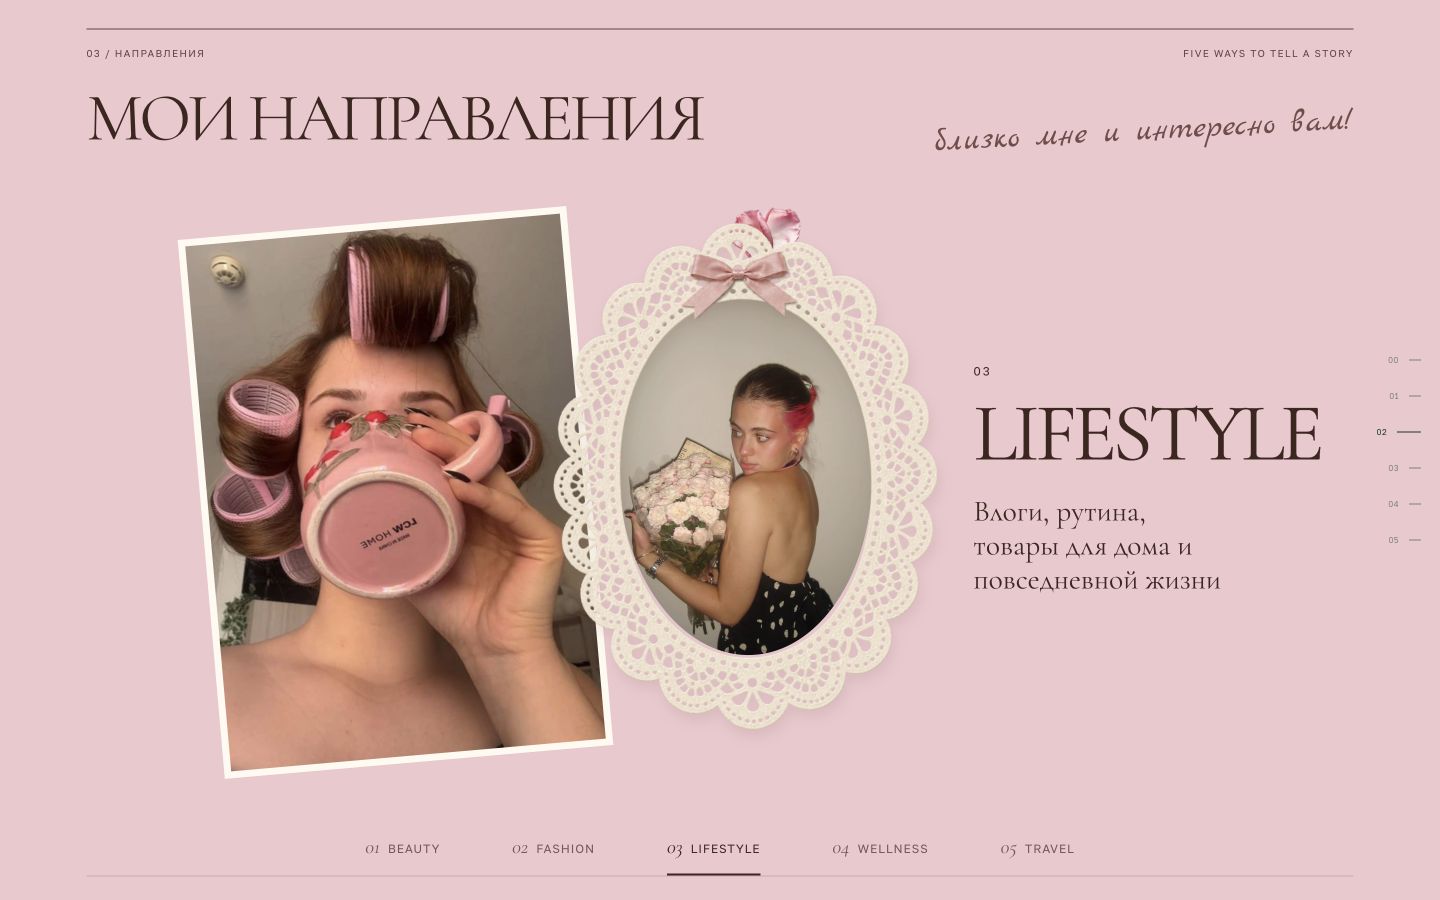 03 / НАПРАВЛЕНИЯ
FIVE WAYS TO TELL A STORY
МОИ НАПРАВЛЕНИЯ
близко мне и интересно вам!
LCW HOME
03
LIFESTYLE
Влоги, рутина,
товары для дома и
повседневной жизни
00
01
02
03
04
05
01 BEAUTY
02 FASHION
03 LIFESTYLE
04 WELLNESS
05 TRAVEL